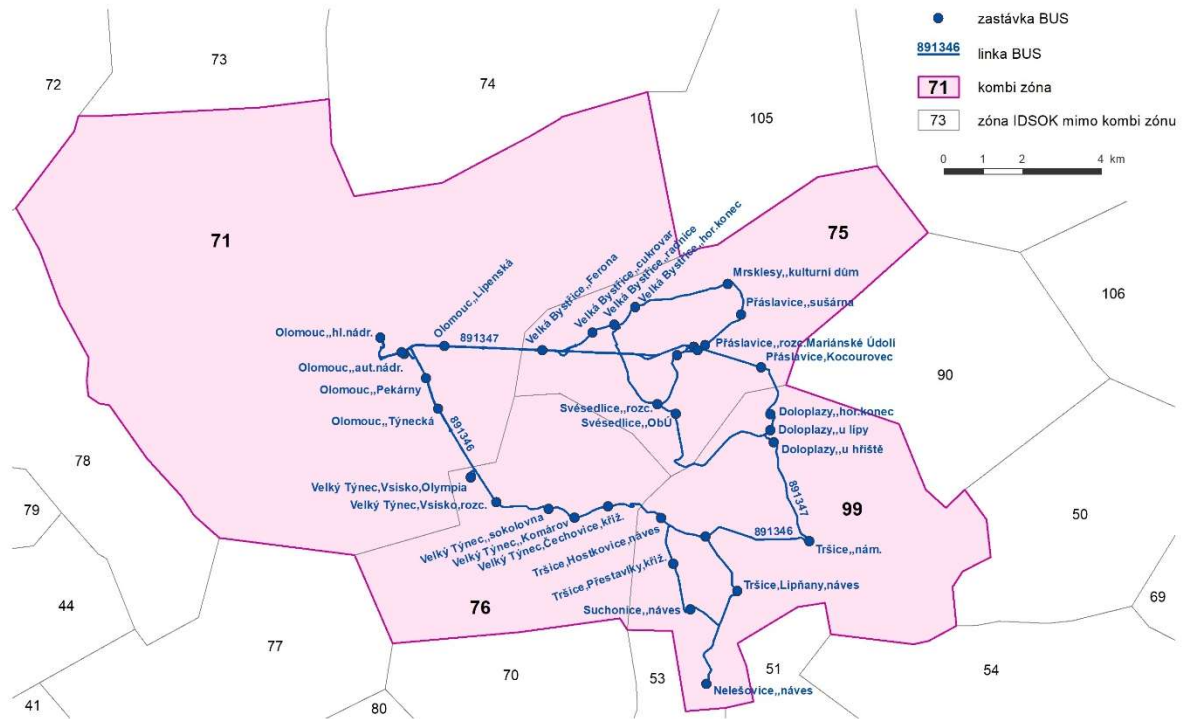 zastávka BUS
891346
linka BUS
71
kombi zóna
73
zóna IDSOK mimo kombi zónu
0 1 2 4 km
72
73
74
105
71
75
106
90
78
79
44
77
41
80
70
53
51
54
69
50
76
99
Olomouc,,hl.nádr.
Olomouc,,aut.nádr.
Olomouc,,Lipenská
Olomouc,,Pekárny
Olomouc,,Týnecká
891347
891346
Velká Bystřice,,Ferona
Velká Bystřice,,cukrovar
Velká Bystřice,,radnice
Velká Bystřice,,hor.konec
Mrsklesy,,kulturní dům
Přáslavice,,sušárna
Přáslavice,,rozc.Mariánské Údolí
Přáslavice,Kocourovec
Svésedlice,,rozc.
Svésedlice,,ObÚ
Doloplazy,,hor.konec
Doloplazy,,u lípy
Doloplazy,,u hřiště
891347
Velký Týnec,Vsisko,Olympia
Velký Týnec,Vsisko,rozc.
Velký Týnec,,sokolovna
Velký Týnec,,Komárov
Velký Týnec,Čechovice,křiž.
Tršice,Hostkovice,náves
891346
Tršice,,nám.
Tršice,Přestavlky,křiž.
Tršice,Lipňany,náves
Suchonice,,náves
Nelešovice,,náves